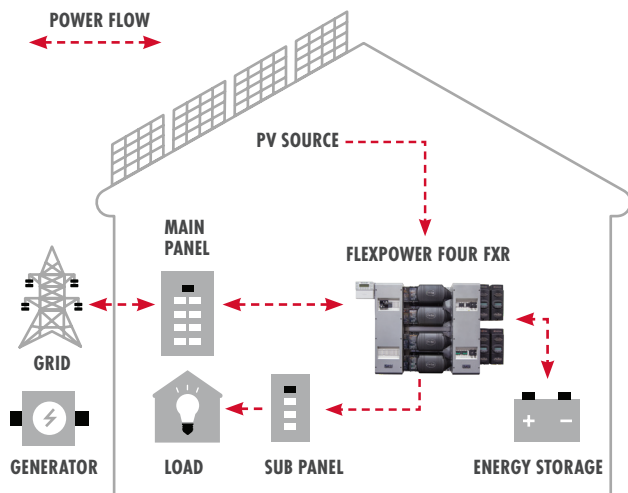 POWER FLOW
PV SOURCE
MAIN
PANEL
FLEXPOWER FOUR FXR
GRID
GENERATOR
LOAD
SUB PANEL
ENERGY STORAGE